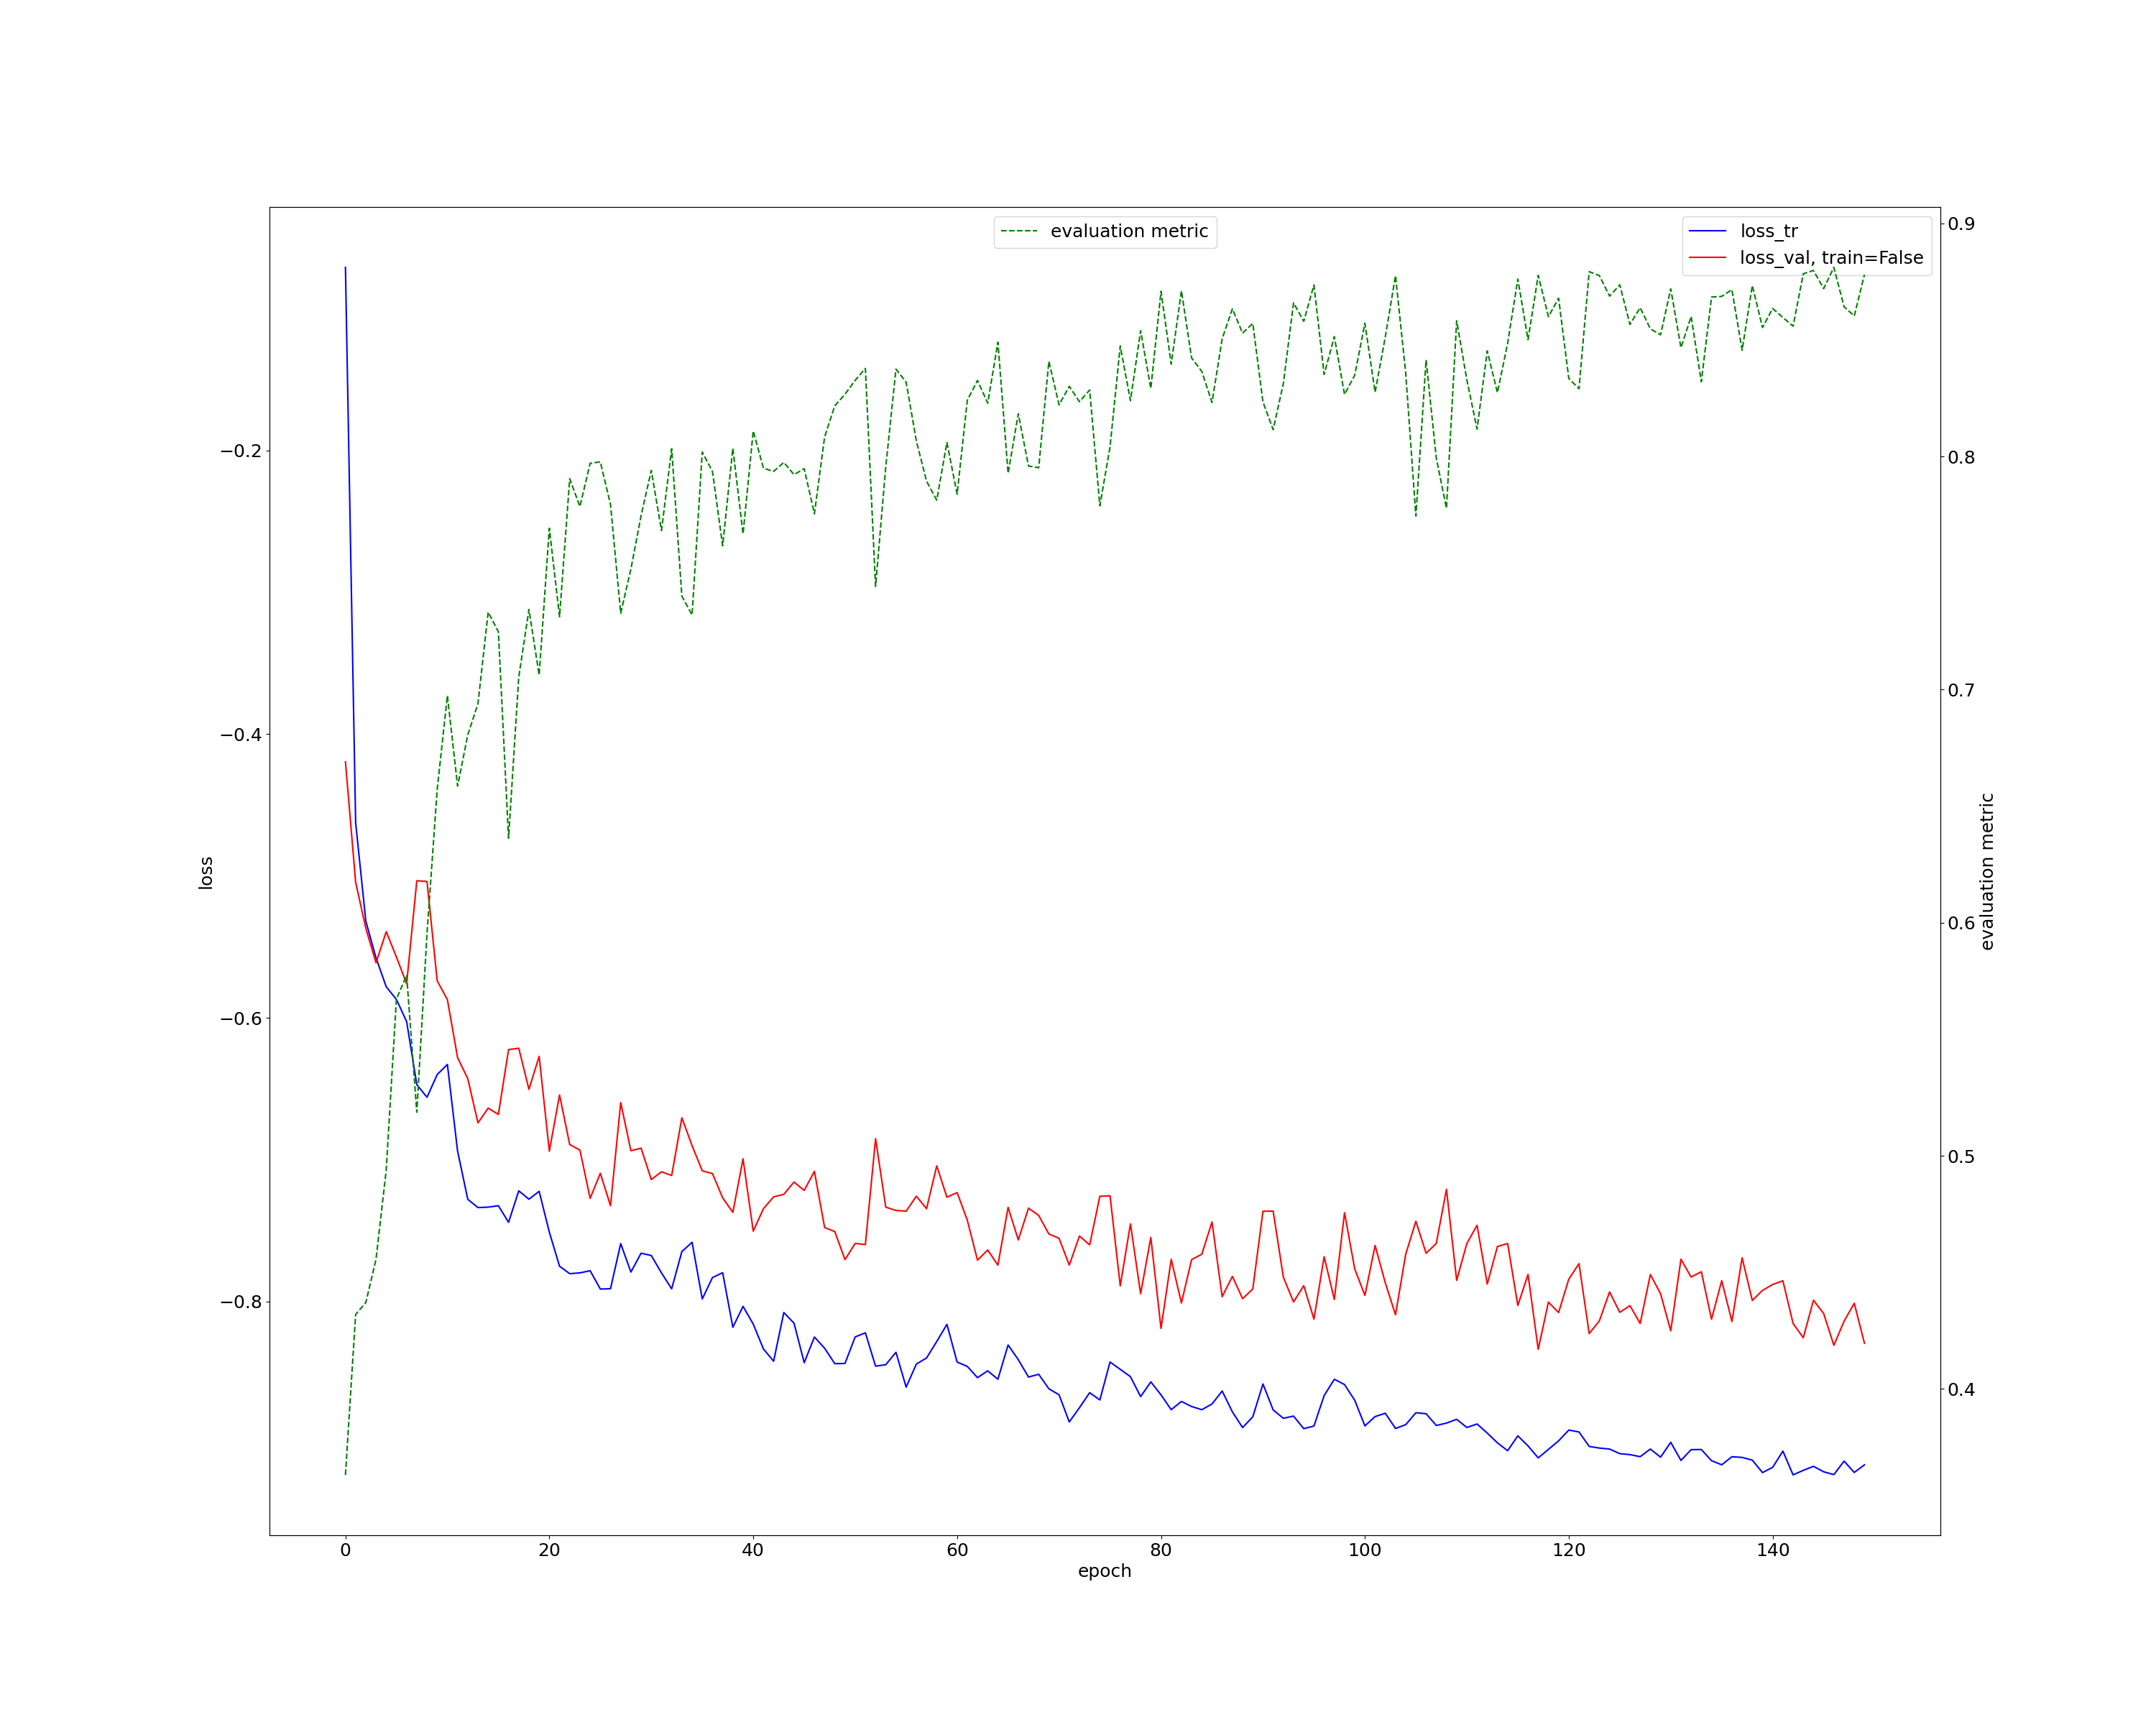 evaluation metric
loss_tr
loss_val, train=False
0.9
−0.2
0.8
0.7
−0.4
loss
evaluation metric
0.6
−0.6
0.5
−0.8
0.4
0 20 40 60 80 100 120 140
epoch